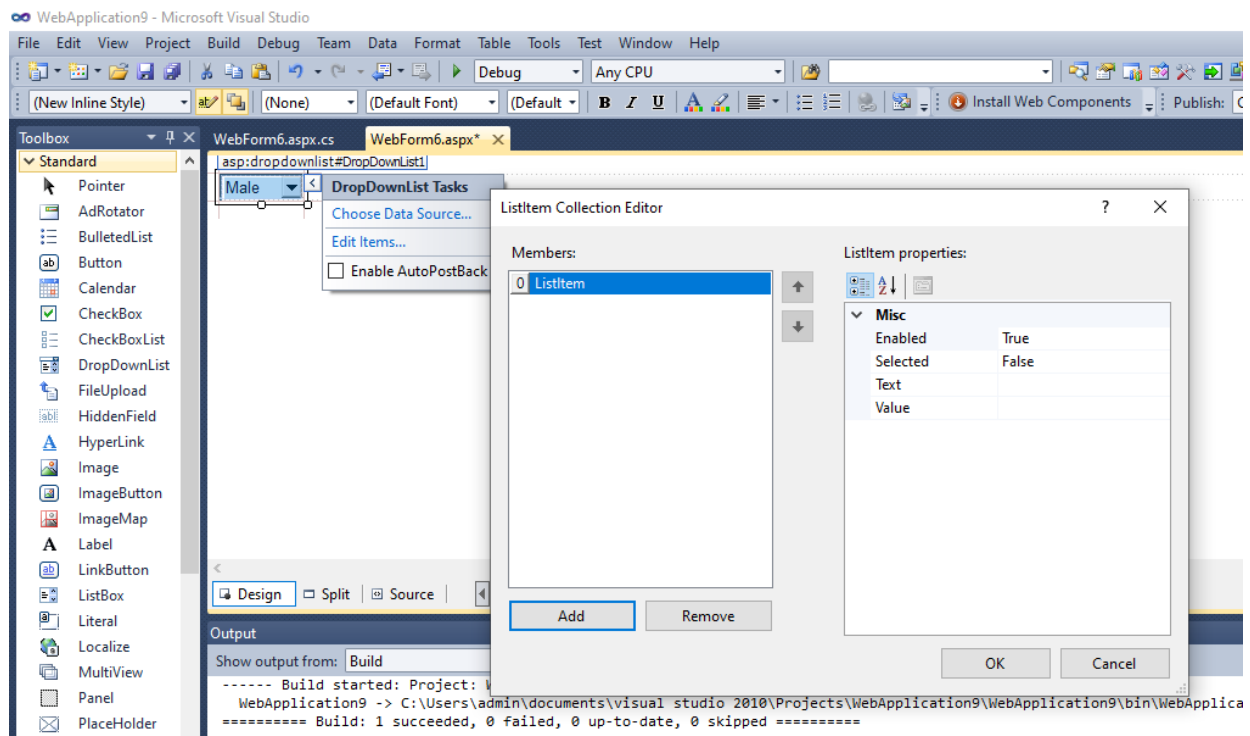 WebApplication9 - Microsoft Visual Studio
File Edit View Project Build Debug Team Data Format Table Tools Test Window Help
Debug Any CPU
(New Inline Style) (None) (Default Font) (Default B I U A Install Web Components Publish:
Toolbox WebForm6.aspx.cs WebForm6.aspx*
Standard
Pointer
AdRotator
BulletedList
Button
Calendar
CheckBox
CheckBoxList
DropDownList
FileUpload
HiddenField
HyperLink
Image
ImageButton
ImageMap
Label
LinkButton
ListBox
Literal
Localize
MultiView
Panel
PlaceHolder
asp:dropdownlist#DropDownList1
Male
DropDownList Tasks
Choose Data Source...
Edit Items...
Enable AutoPostBack
ListItem Collection Editor ?
Members:
0 ListItem
Add Remove
ListItem properties:
Misc
Enabled True
Selected False
Text
Value
OK Cancel
Design Split Source
Output
Show output from: Build
------ Build started: Project:
WebApplication9 -> C:\Users\admin\documents\visual studio 2010\Projects\WebApplication9\WebApplication9\bin\WebApplica
========== Build: 1 succeeded, 0 failed, 0 up-to-date, 0 skipped ==========